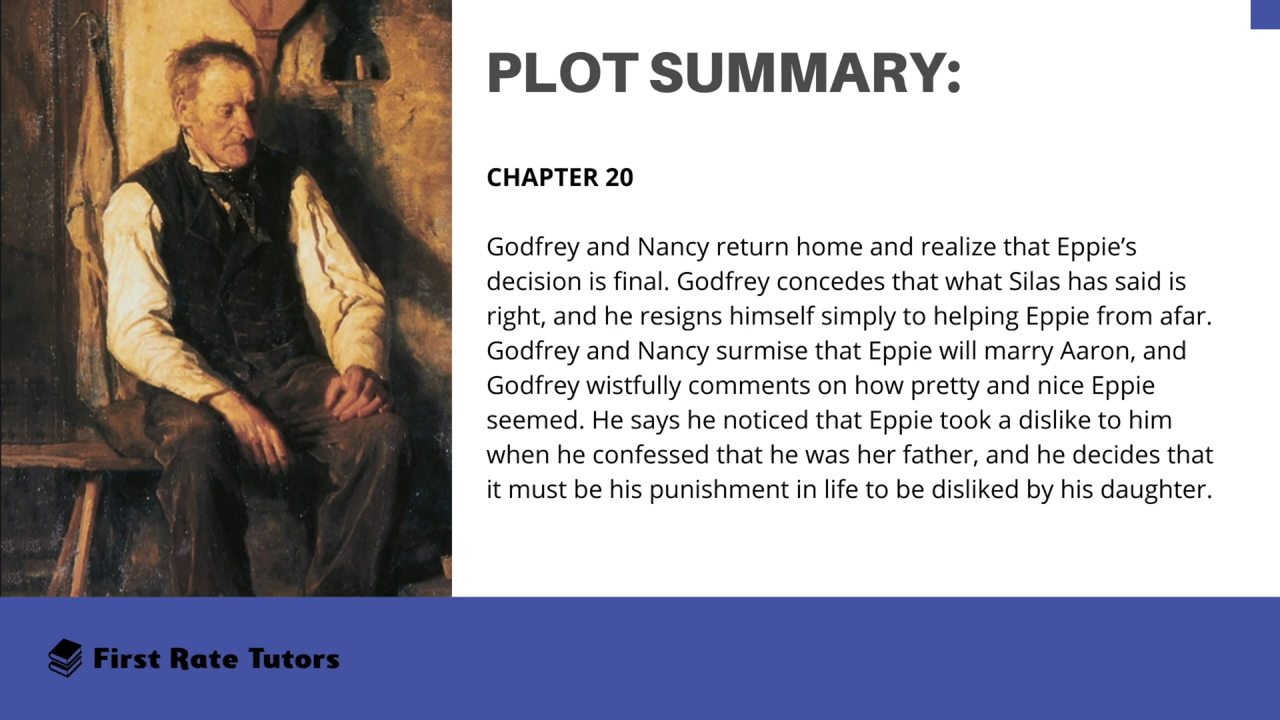 PLOT SUMMARY:
CHAPTER 20
Godfrey and Nancy return home and realize that Eppie’s
decision is final. Godfrey concedes that what Silas has said is
right, and he resigns himself simply to helping Eppie from afar.
Godfrey and Nancy surmise that Eppie will marry Aaron, and
Godfrey wistfully comments on how pretty and nice Eppie
seemed. He says he noticed that Eppie took a dislike to him
when he confessed that he was her father, and he decides that
it must be his punishment in life to be disliked by his daughter.
First Rate Tutors